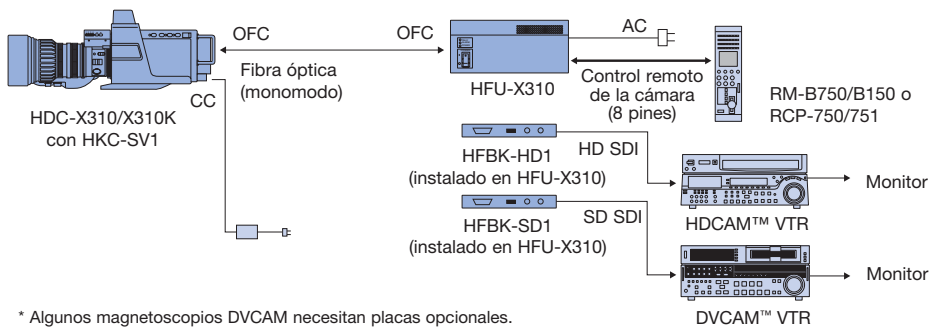 OFC
OFC
AC
Fibra óptica
(monomodo)
HFU-X310
Control remoto
de la cámara
(8 pines)
RM-B750/B150 o
RCP-750/751
CC
HDC-X310/X310K
con HKC-SV1
HFBK-HD1
(instalado en HFU-X310)
HD SDI
Monitor
HDCAM™ VTR
HFBK-SD1
(instalado en HFU-X310)
SD SDI
Monitor
DVCAM™ VTR
* Algunos magnetoscopios DVCAM necesitan placas opcionales.